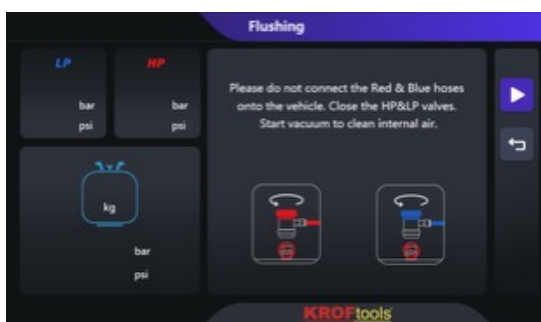 Flushing
LP
HP
bar
bar
psi
psi
kg
bar
psi
Please do not connect the Red & Blue hoses
onto the vehicle. Close the HP&LP valves.
Start vacuum to clean internal air.
KROFtools